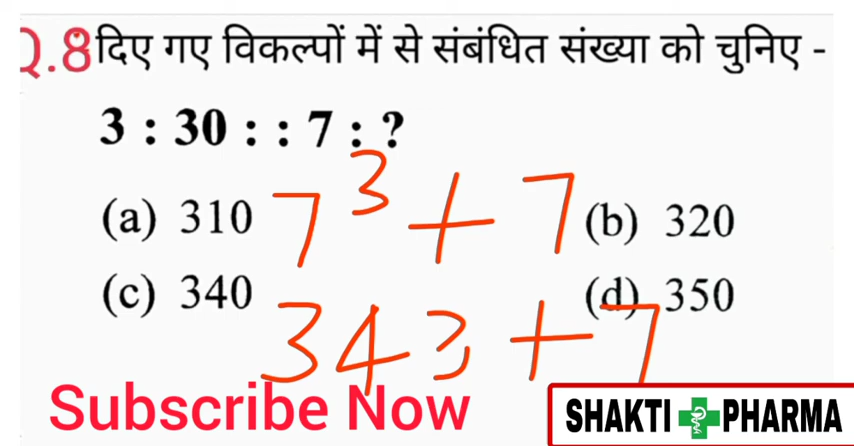 Q.8 दिए गए विकल्पों में से संबंधित संख्या को चुनिए -
3 : 30 : : 7 : ?
(a) 310 (b) 320
7³ + 7
(c) 340 (d) 350
343 + 7
Subscribe Now
SHAKTI PHARMA